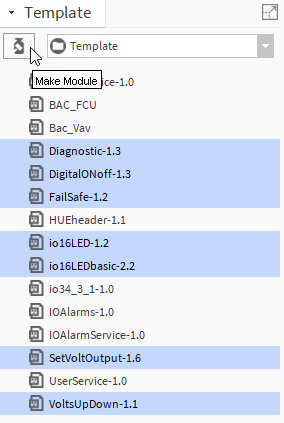 Template
Template
Make Module
ice-1.0
BAC_FCU
Bac_Vav
Diagnostic-1.3
DigitalONoff-1.3
FailSafe-1.2
HUEheader-1.1
io16LED-1.2
io16LEDbasic-2.2
io34_3_1-1.0
IOAlarms-1.0
IOAlarmService-1.0
SetVoltOutput-1.6
UserService-1.0
VoltsUpDown-1.1